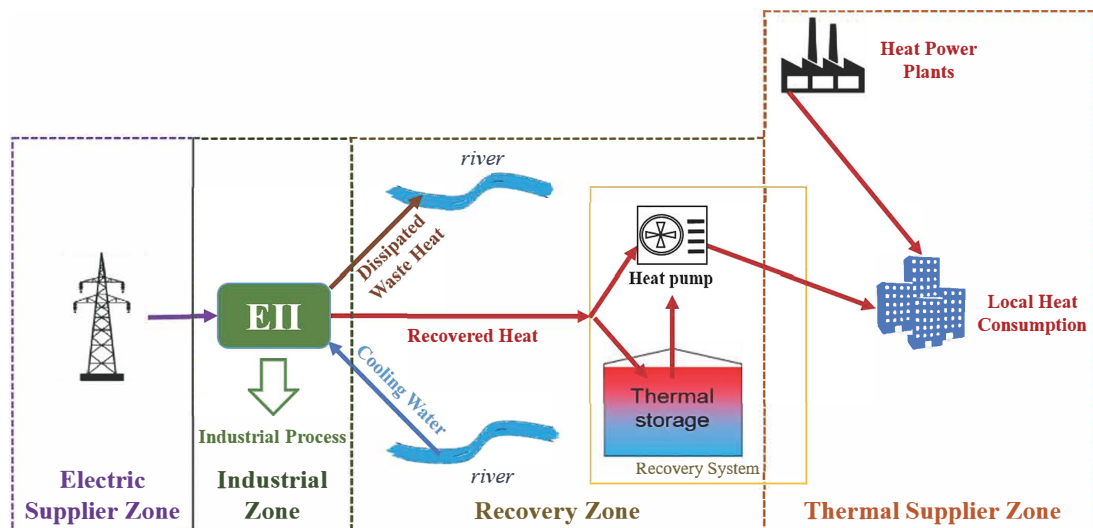 Heat Power
Plants
river
Dissipated
Waste Heat
Heat pump
EII
Recovered Heat
Local Heat
Consumption
Cooling Water
Thermal
storage
Industrial Process
river
Recovery System
Electric
Supplier Zone
Industrial
Zone
Recovery Zone
Thermal Supplier Zone